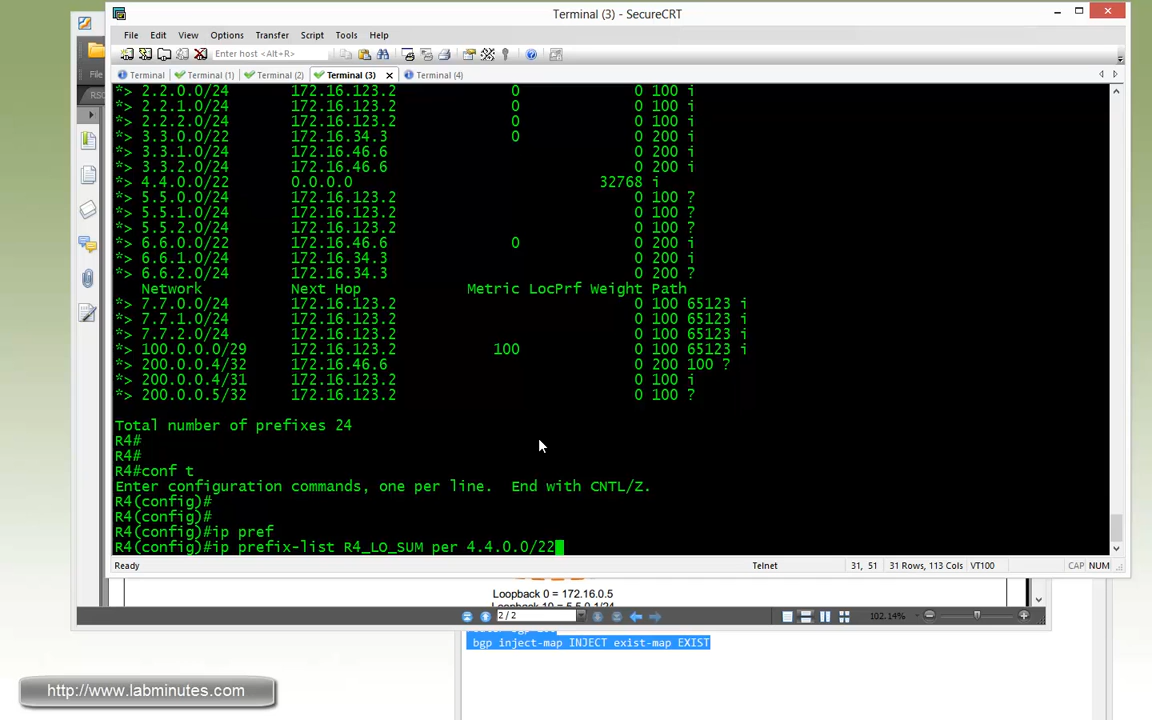 Terminal (3) - SecureCRT
File Edit View Options Transfer Script Tools Help
Enter host <Alt+R>
File
Terminal Terminal (1) Terminal (2) Terminal (3) Terminal (4)
RS
*> 2.2.0.0/24 172.16.123.2 0 0 100 i
*> 2.2.1.0/24 172.16.123.2 0 0 100 i
*> 2.2.2.0/24 172.16.123.2 0 0 100 i
*> 3.3.0.0/22 172.16.34.3 0 0 200 i
*> 3.3.1.0/24 172.16.46.6 0 200 i
*> 3.3.2.0/24 172.16.46.6 0 200 i
*> 4.4.0.0/22 0.0.0.0 32768 i
*> 5.5.0.0/24 172.16.123.2 0 100 ?
*> 5.5.1.0/24 172.16.123.2 0 100 ?
*> 5.5.2.0/24 172.16.123.2 0 100 ?
*> 6.6.0.0/22 172.16.46.6 0 0 200 i
*> 6.6.1.0/24 172.16.34.3 0 200 i
*> 6.6.2.0/24 172.16.34.3 0 200 ?
Network Next Hop Metric LocPrf Weight Path
*> 7.7.0.0/24 172.16.123.2 0 100 65123 i
*> 7.7.1.0/24 172.16.123.2 0 100 65123 i
*> 7.7.2.0/24 172.16.123.2 0 100 65123 i
*> 100.0.0.0/29 172.16.123.2 100 0 100 65123 i
*> 200.0.0.4/32 172.16.46.6 0 200 100 ?
*> 200.0.0.4/31 172.16.123.2 0 100 i
*> 200.0.0.5/32 172.16.123.2 0 100 ?
Total number of prefixes 24
R4#
R4#
R4#conf t
Enter configuration commands, one per line. End with CNTL/Z.
R4(config)#
R4(config)#
R4(config)#ip pref
R4(config)#ip prefix-list R4_LO_SUM per 4.4.0.0/22
Ready Telnet 31, 51 31 Rows, 113 Cols VT100 CAP NUM
Loopback 0 = 172.16.0.5
2 / 2 102.14%
bgp inject-map INJECT exist-map EXIST
http://www.labminutes.com